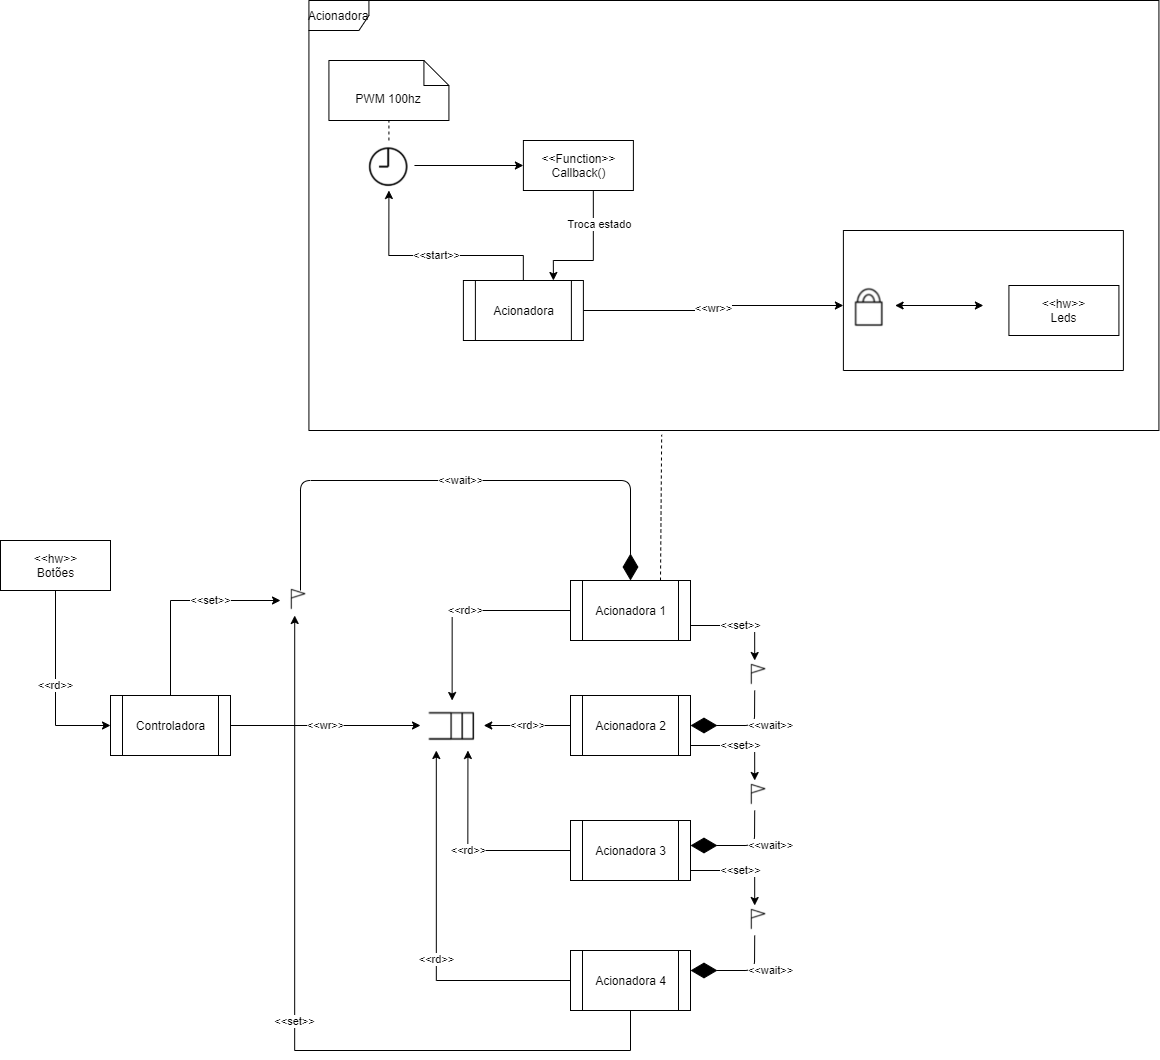 Acionadora
PWM 100hz
<<Function>>
Callback()
Troca estado
<<start>>
Acionadora
<<wr>>
<<hw>>
Leds
<<wait>>
<<hw>>
Botões
<<set>>
<<rd>>
Acionadora 1
<<set>>
<<rd>>
Controladora
<<wr>>
<<rd>>
Acionadora 2
<<wait>>
<<set>>
<<rd>>
Acionadora 3
<<wait>>
<<set>>
<<rd>>
Acionadora 4
<<wait>>
<<set>>